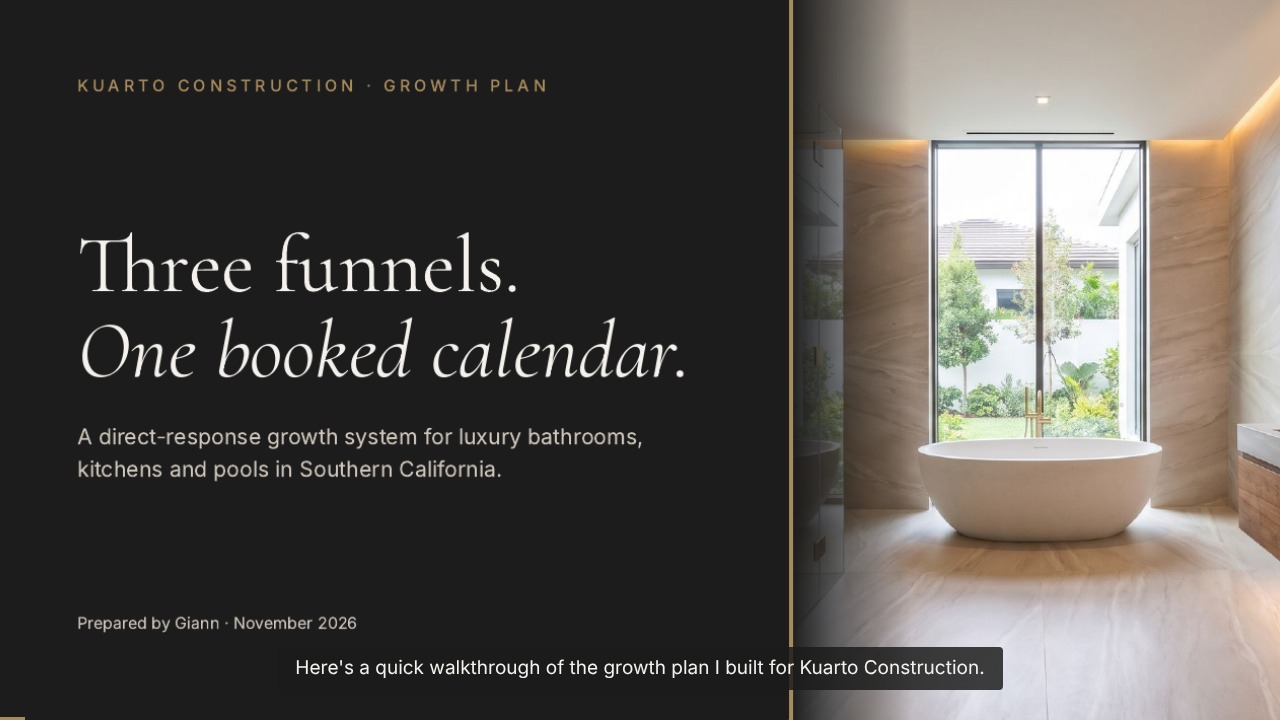 KUARTO CONSTRUCTION · GROWTH PLAN
Three funnels.
One booked calendar.
A direct-response growth system for luxury bathrooms,
kitchens and pools in Southern California.
Prepared by Giann · November 2026
Here's a quick walkthrough of the growth plan I built for Kuarto Construction.